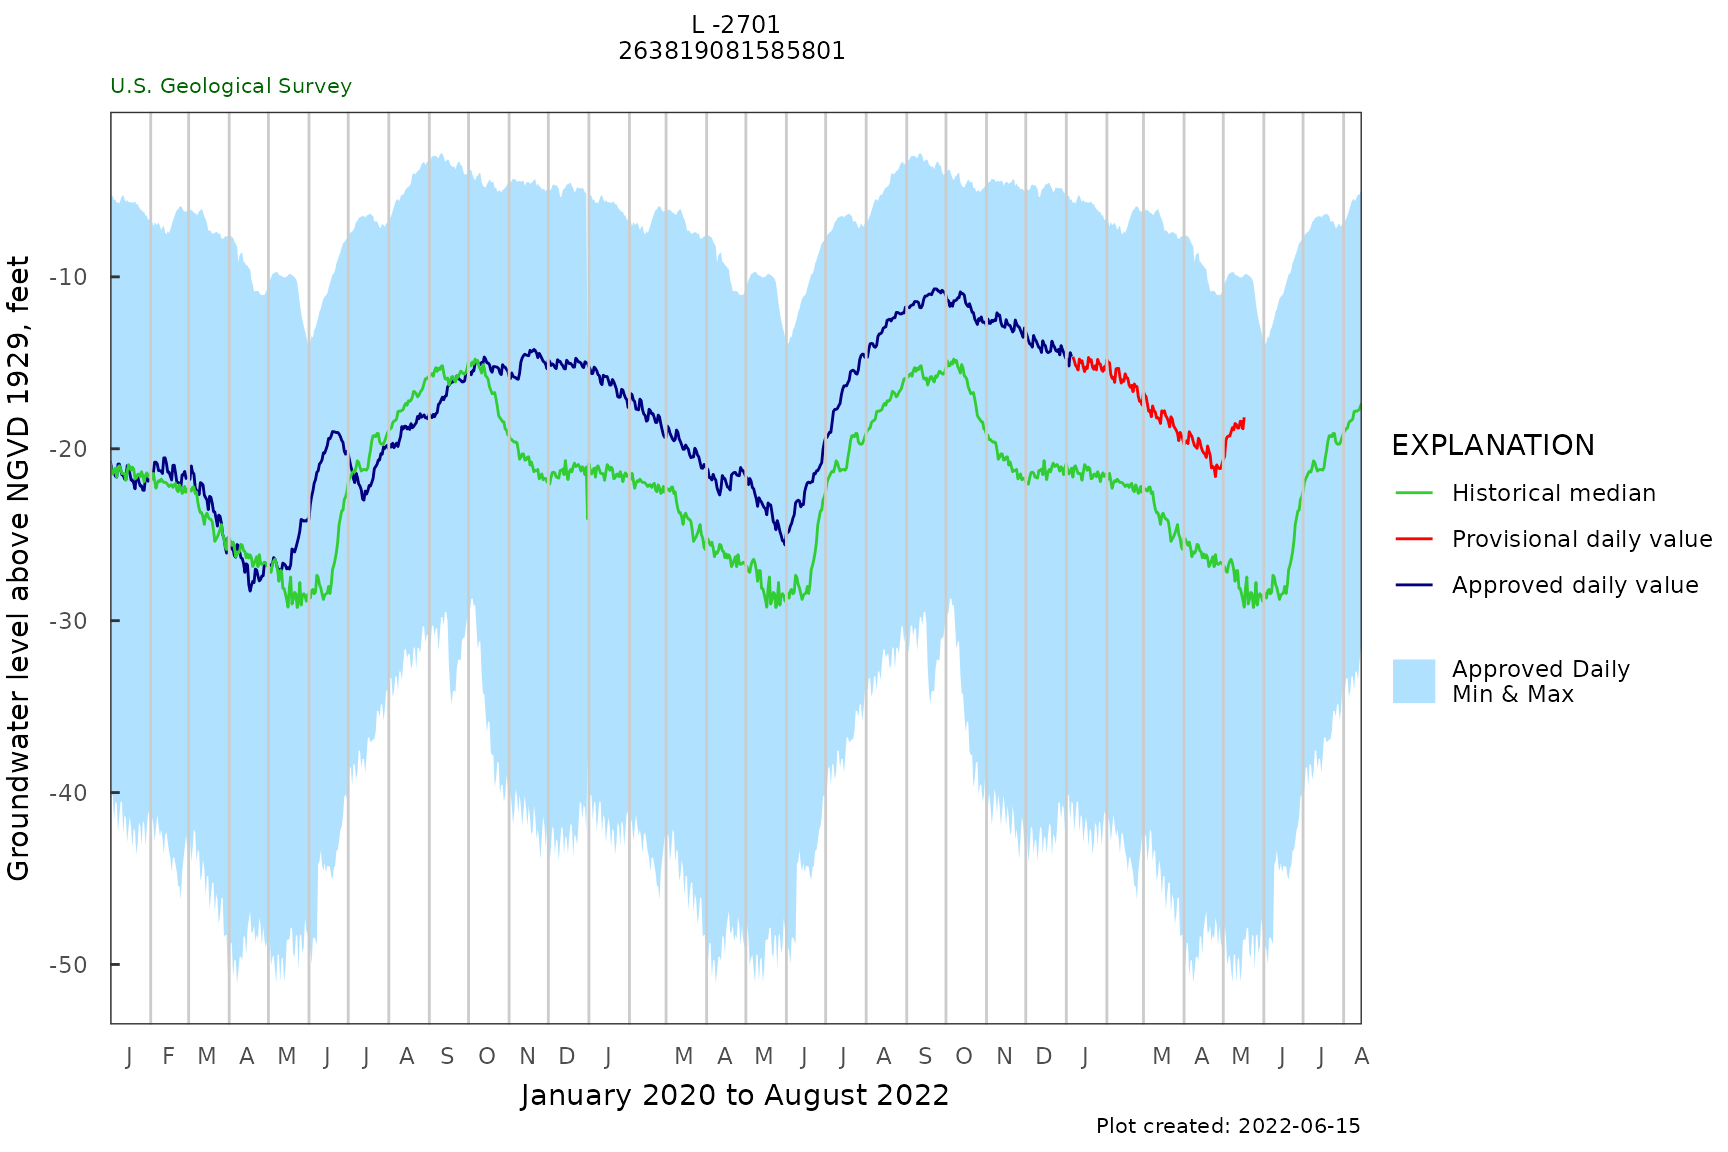 L -2701
263819081585801
U.S. Geological Survey
Groundwater level above NGVD 1929, feet
-10
-20
-30
-40
-50
J F M A M J J A S O N D J M A M J J A S O N D J M A M J J A
January 2020 to August 2022
EXPLANATION
Historical median
Provisional daily value
Approved daily value
Approved Daily
Min & Max
Plot created: 2022-06-15